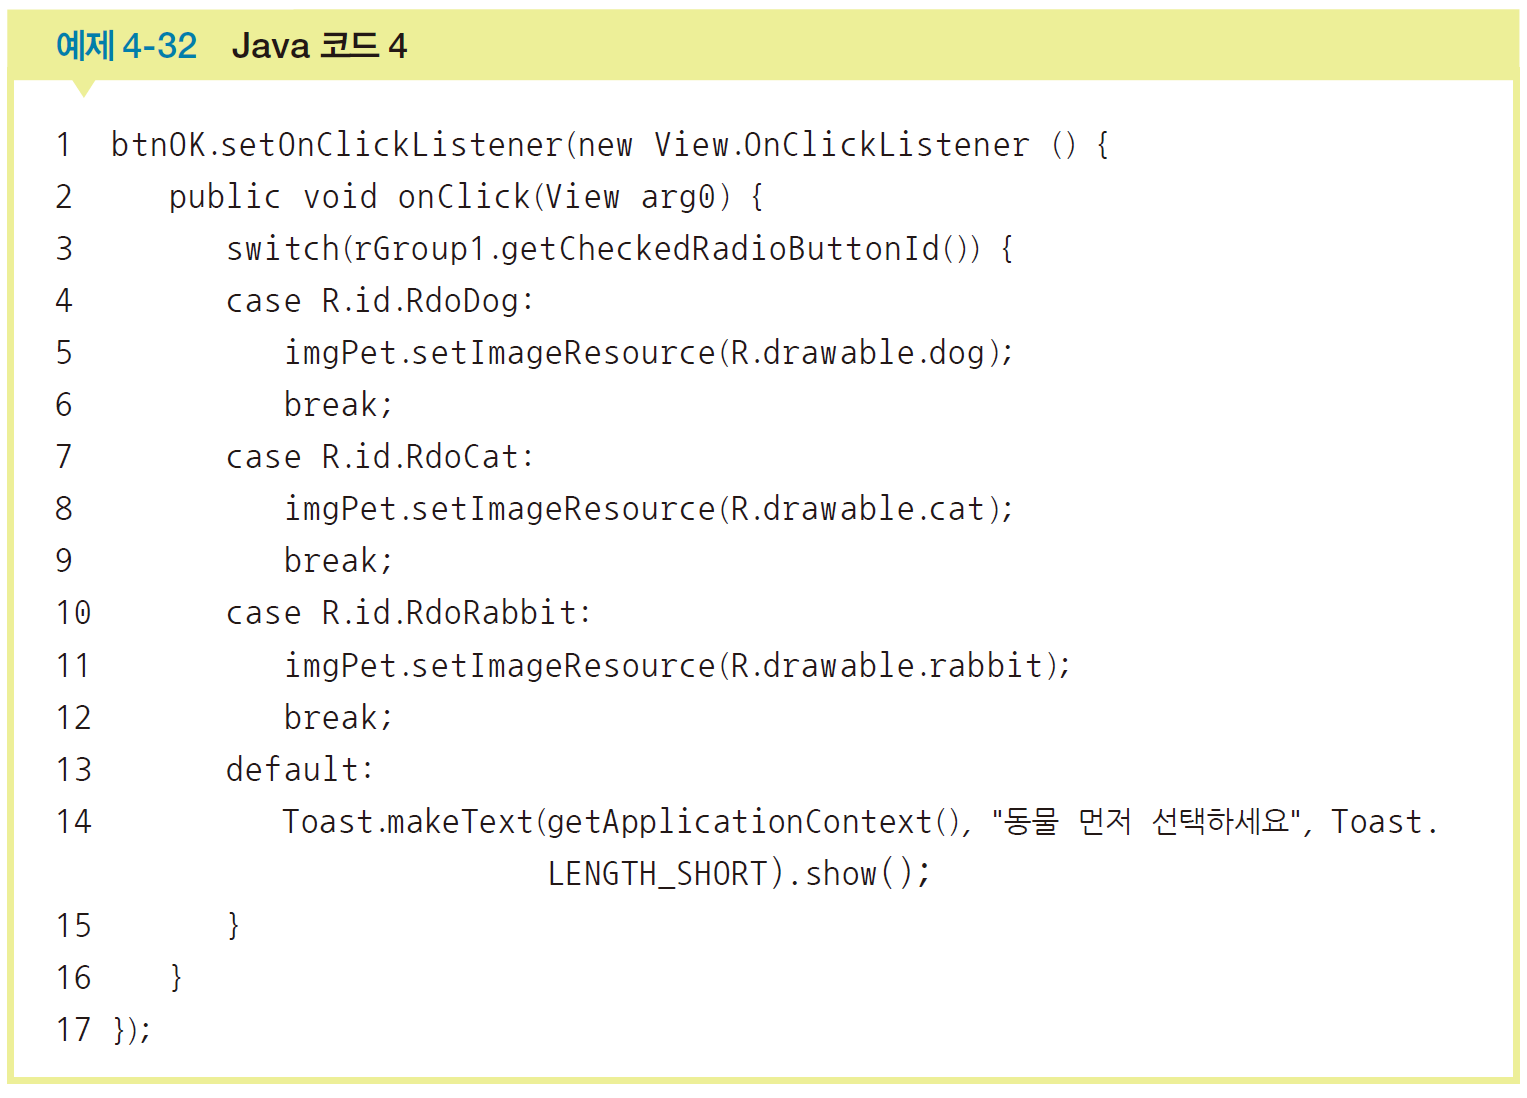 예제 4-32 Java 코드 4
1 btnOK.setOnClickListener(new View.OnClickListener () {
2 public void onClick(View arg0) {
3 switch(rGroup1.getCheckedRadioButtonId()) {
4 case R.id.RdoDog:
5 imgPet.setImageResource(R.drawable.dog);
6 break;
7 case R.id.RdoCat:
8 imgPet.setImageResource(R.drawable.cat);
9 break;
10 case R.id.RdoRabbit:
11 imgPet.setImageResource(R.drawable.rabbit);
12 break;
13 default:
14 Toast.makeText(getApplicationContext(), "동물 먼저 선택하세요", Toast.
LENGTH_SHORT).show();
15 }
16 }
17 });